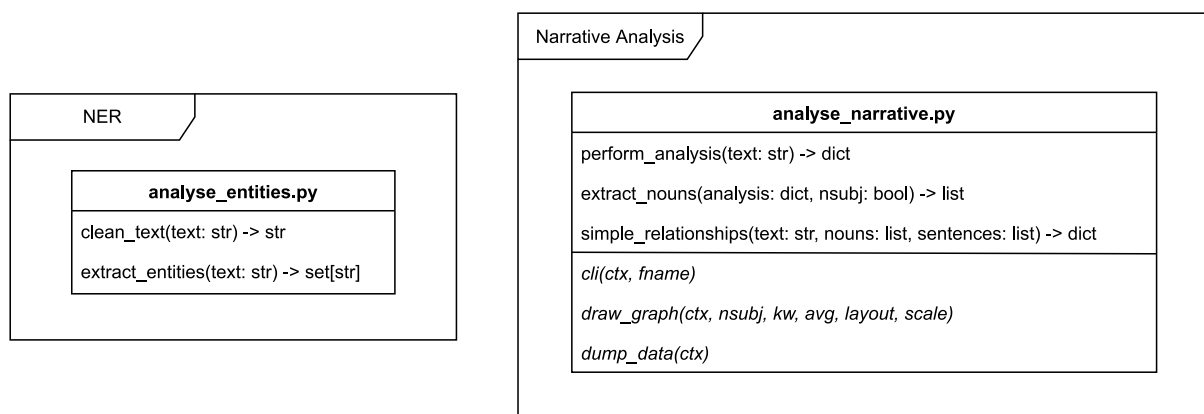 NER
analyse_entities.py
clean_text(text: str) -> str
extract_entities(text: str) -> set[str]
Narrative Analysis
analyse_narrative.py
perform_analysis(text: str) -> dict
extract_nouns(analysis: dict, nsubj: bool) -> list
simple_relationships(text: str, nouns: list, sentences: list) -> dict
cli(ctx, fname)
draw_graph(ctx, nsubj, kw, avg, layout, scale)
dump_data(ctx)